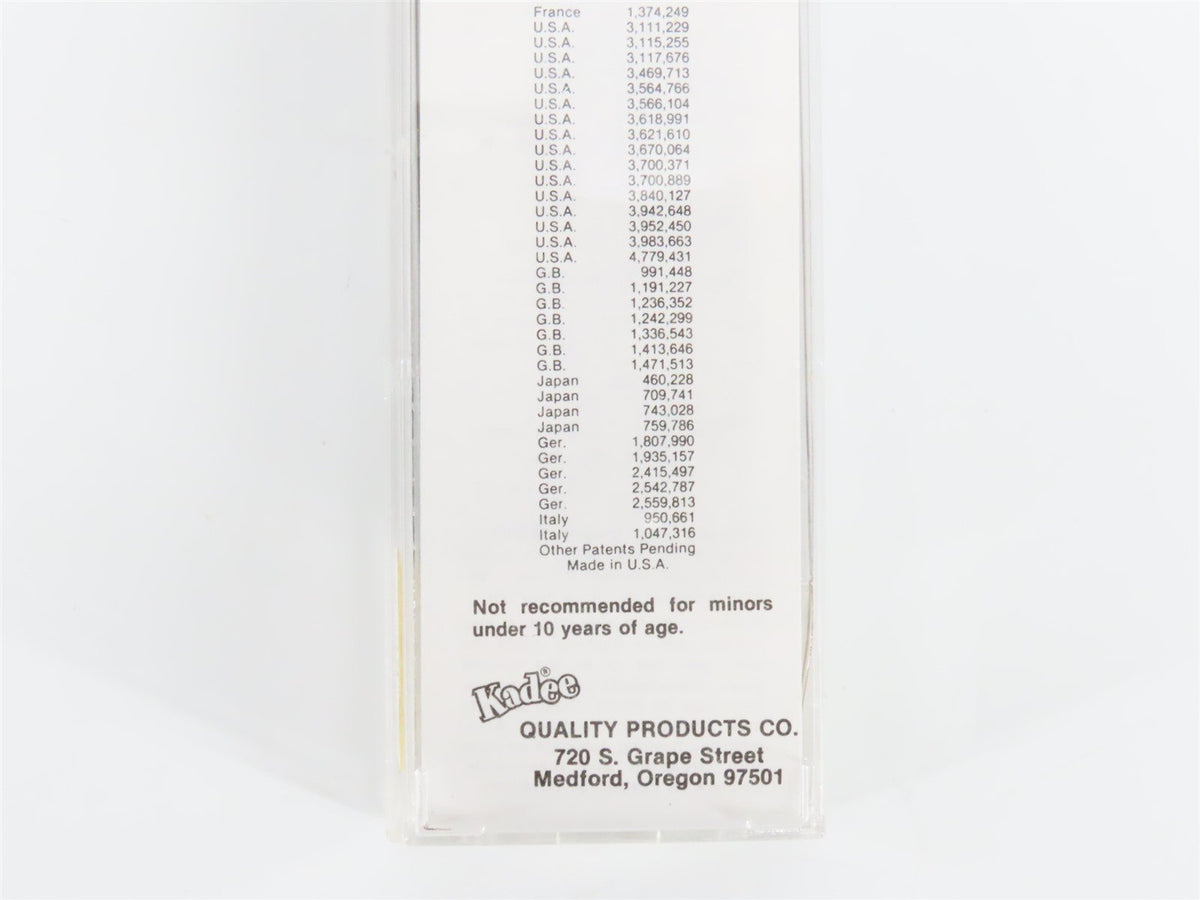 France 1,374,249
U.S.A. 3,111,229
U.S.A. 3,115,255
U.S.A. 3,117,676
U.S.A. 3,469,713
U.S.A. 3,564,766
U.S.A. 3,566,104
U.S.A. 3,618,991
U.S.A. 3,621,610
U.S.A. 3,670,064
U.S.A. 3,700,371
U.S.A. 3,700,889
U.S.A. 3,840,127
U.S.A. 3,942,648
U.S.A. 3,952,450
U.S.A. 3,983,663
U.S.A. 4,779,431
G.B. 991,448
G.B. 1,191,227
G.B. 1,236,352
G.B. 1,242,299
G.B. 1,336,543
G.B. 1,413,646
G.B. 1,471,513
Japan 460,228
Japan 709,741
Japan 743,028
Japan 759,786
Ger. 1,807,990
Ger. 1,935,157
Ger. 2,415,497
Ger. 2,542,787
Ger. 2,559,813
Italy 950,661
Italy 1,047,316
Other Patents Pending
Made in U.S.A.
Not recommended for minors
under 10 years of age.
Kadee®
QUALITY PRODUCTS CO.
720 S. Grape Street
Medford, Oregon 97501